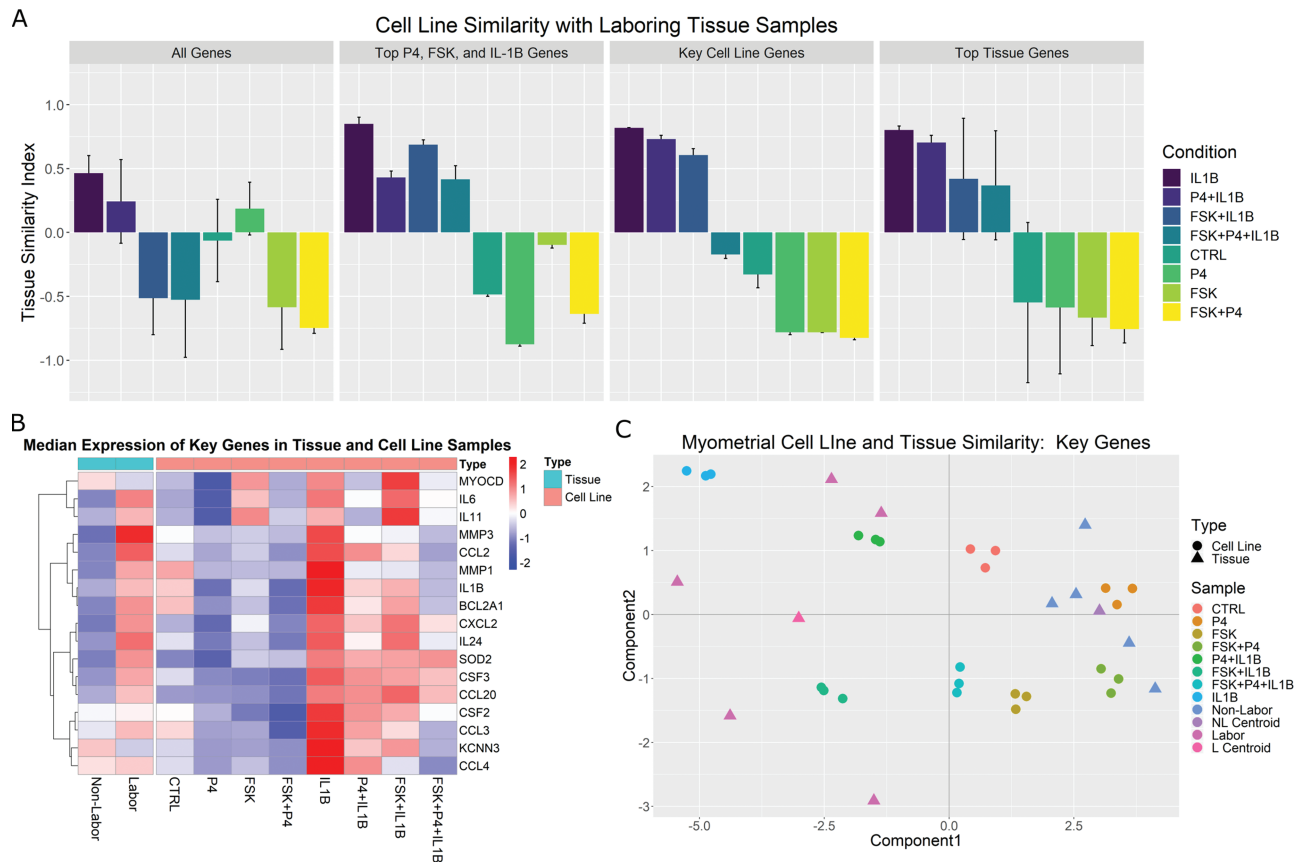 A
Cell Line Similarity with Laboring Tissue Samples
All Genes
Top P4, FSK, and IL-1B Genes
Key Cell Line Genes
Top Tissue Genes
Tissue Similarity Index
1.0
0.5
0.0
-0.5
-1.0
Condition
IL1B
P4+IL1B
FSK+IL1B
FSK+P4+IL1B
CTRL
P4
FSK
FSK+P4
B
Median Expression of Key Genes in Tissue and Cell Line Samples
Type
MYOCD
IL6
IL11
MMP3
CCL2
MMP1
IL1B
BCL2A1
CXCL2
IL24
SOD2
CSF3
CCL20
CSF2
CCL3
KCNN3
CCL4
2
1
0
-1
-2
Type
Tissue
Cell Line
Non-Labor
Labor
CTRL
P4
FSK
FSK+P4
IL1B
P4+IL1B
FSK+IL1B
FSK+P4+IL1B
C
Myometrial Cell LIne and Tissue Similarity: Key Genes
Component2
2
1
0
-1
-2
-3
-5.0
-2.5
0.0
2.5
Component1
Type
Cell Line
Tissue
Sample
CTRL
P4
FSK
FSK+P4
P4+IL1B
FSK+IL1B
FSK+P4+IL1B
IL1B
Non-Labor
NL Centroid
Labor
L Centroid